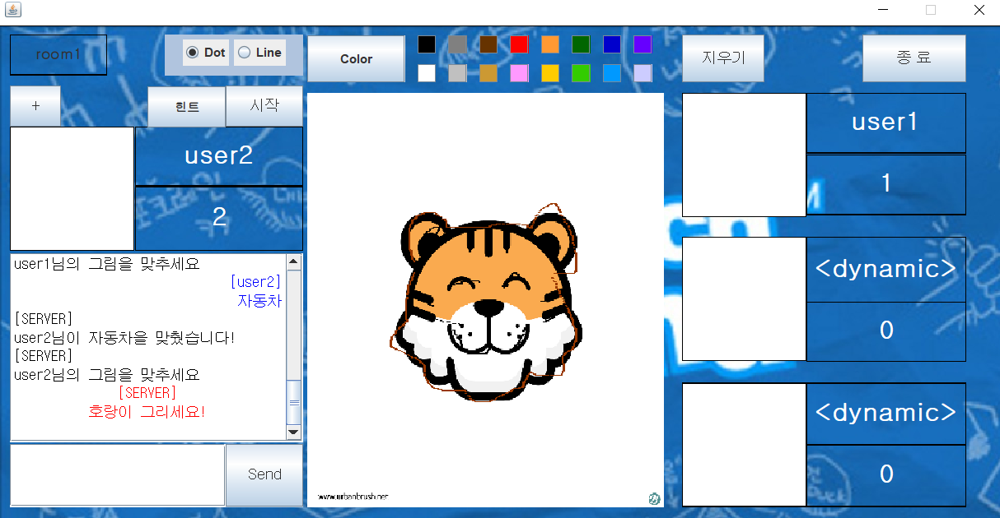 room1
Dot
Line
Color
지우기
종 료
+
힌트
시작
user2
2
user1
1
<dynamic>
0
<dynamic>
0
user1님의 그림을 맞추세요
[user2]
자동차
[SERVER]
user2님이 자동차을 맞췄습니다!
[SERVER]
user2님의 그림을 맞추세요
[SERVER]
호랑이 그리세요!
Send
www.urbanbrush.net